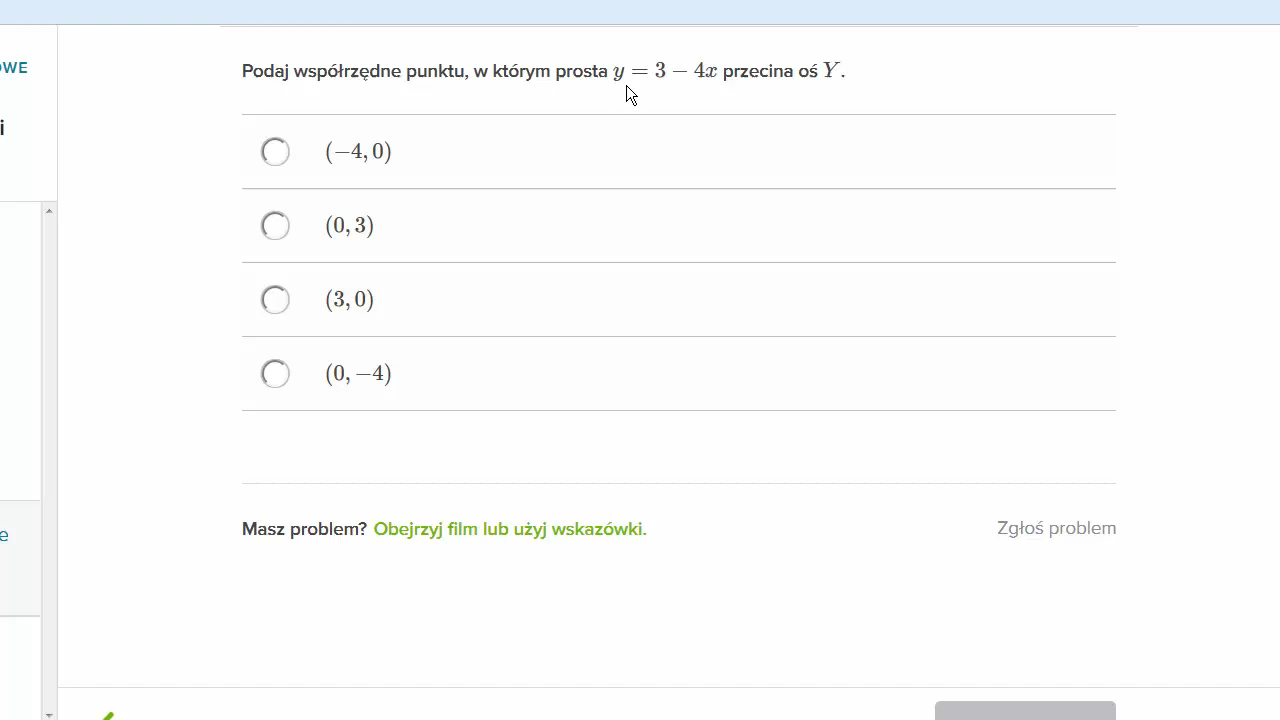 OWE
i
Podaj współrzędne punktu, w którym prosta y = 3 − 4x przecina oś Y.
(−4, 0)
(0, 3)
(3, 0)
(0, −4)
e
Masz problem? Obejrzyj film lub użyj wskazówki.
Zgłoś problem